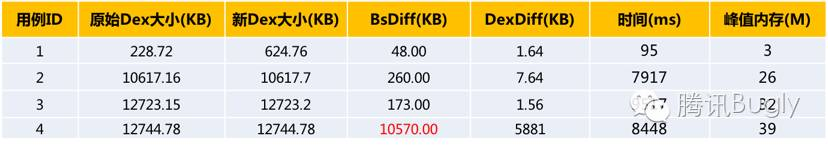 用例ID 原始Dex大小(KB) 新Dex大小(KB) BsDiff(KB) DexDiff(KB) 时间(ms) 峰值内存(M)
1 228.72 624.76 48.00 1.64 95 3
2 10617.16 10617.7 260.00 7.64 7917 26
3 12723.15 12723.2 173.00 1.56 32
4 12744.78 12744.78 10570.00 5881 8448 39
腾讯Bugly